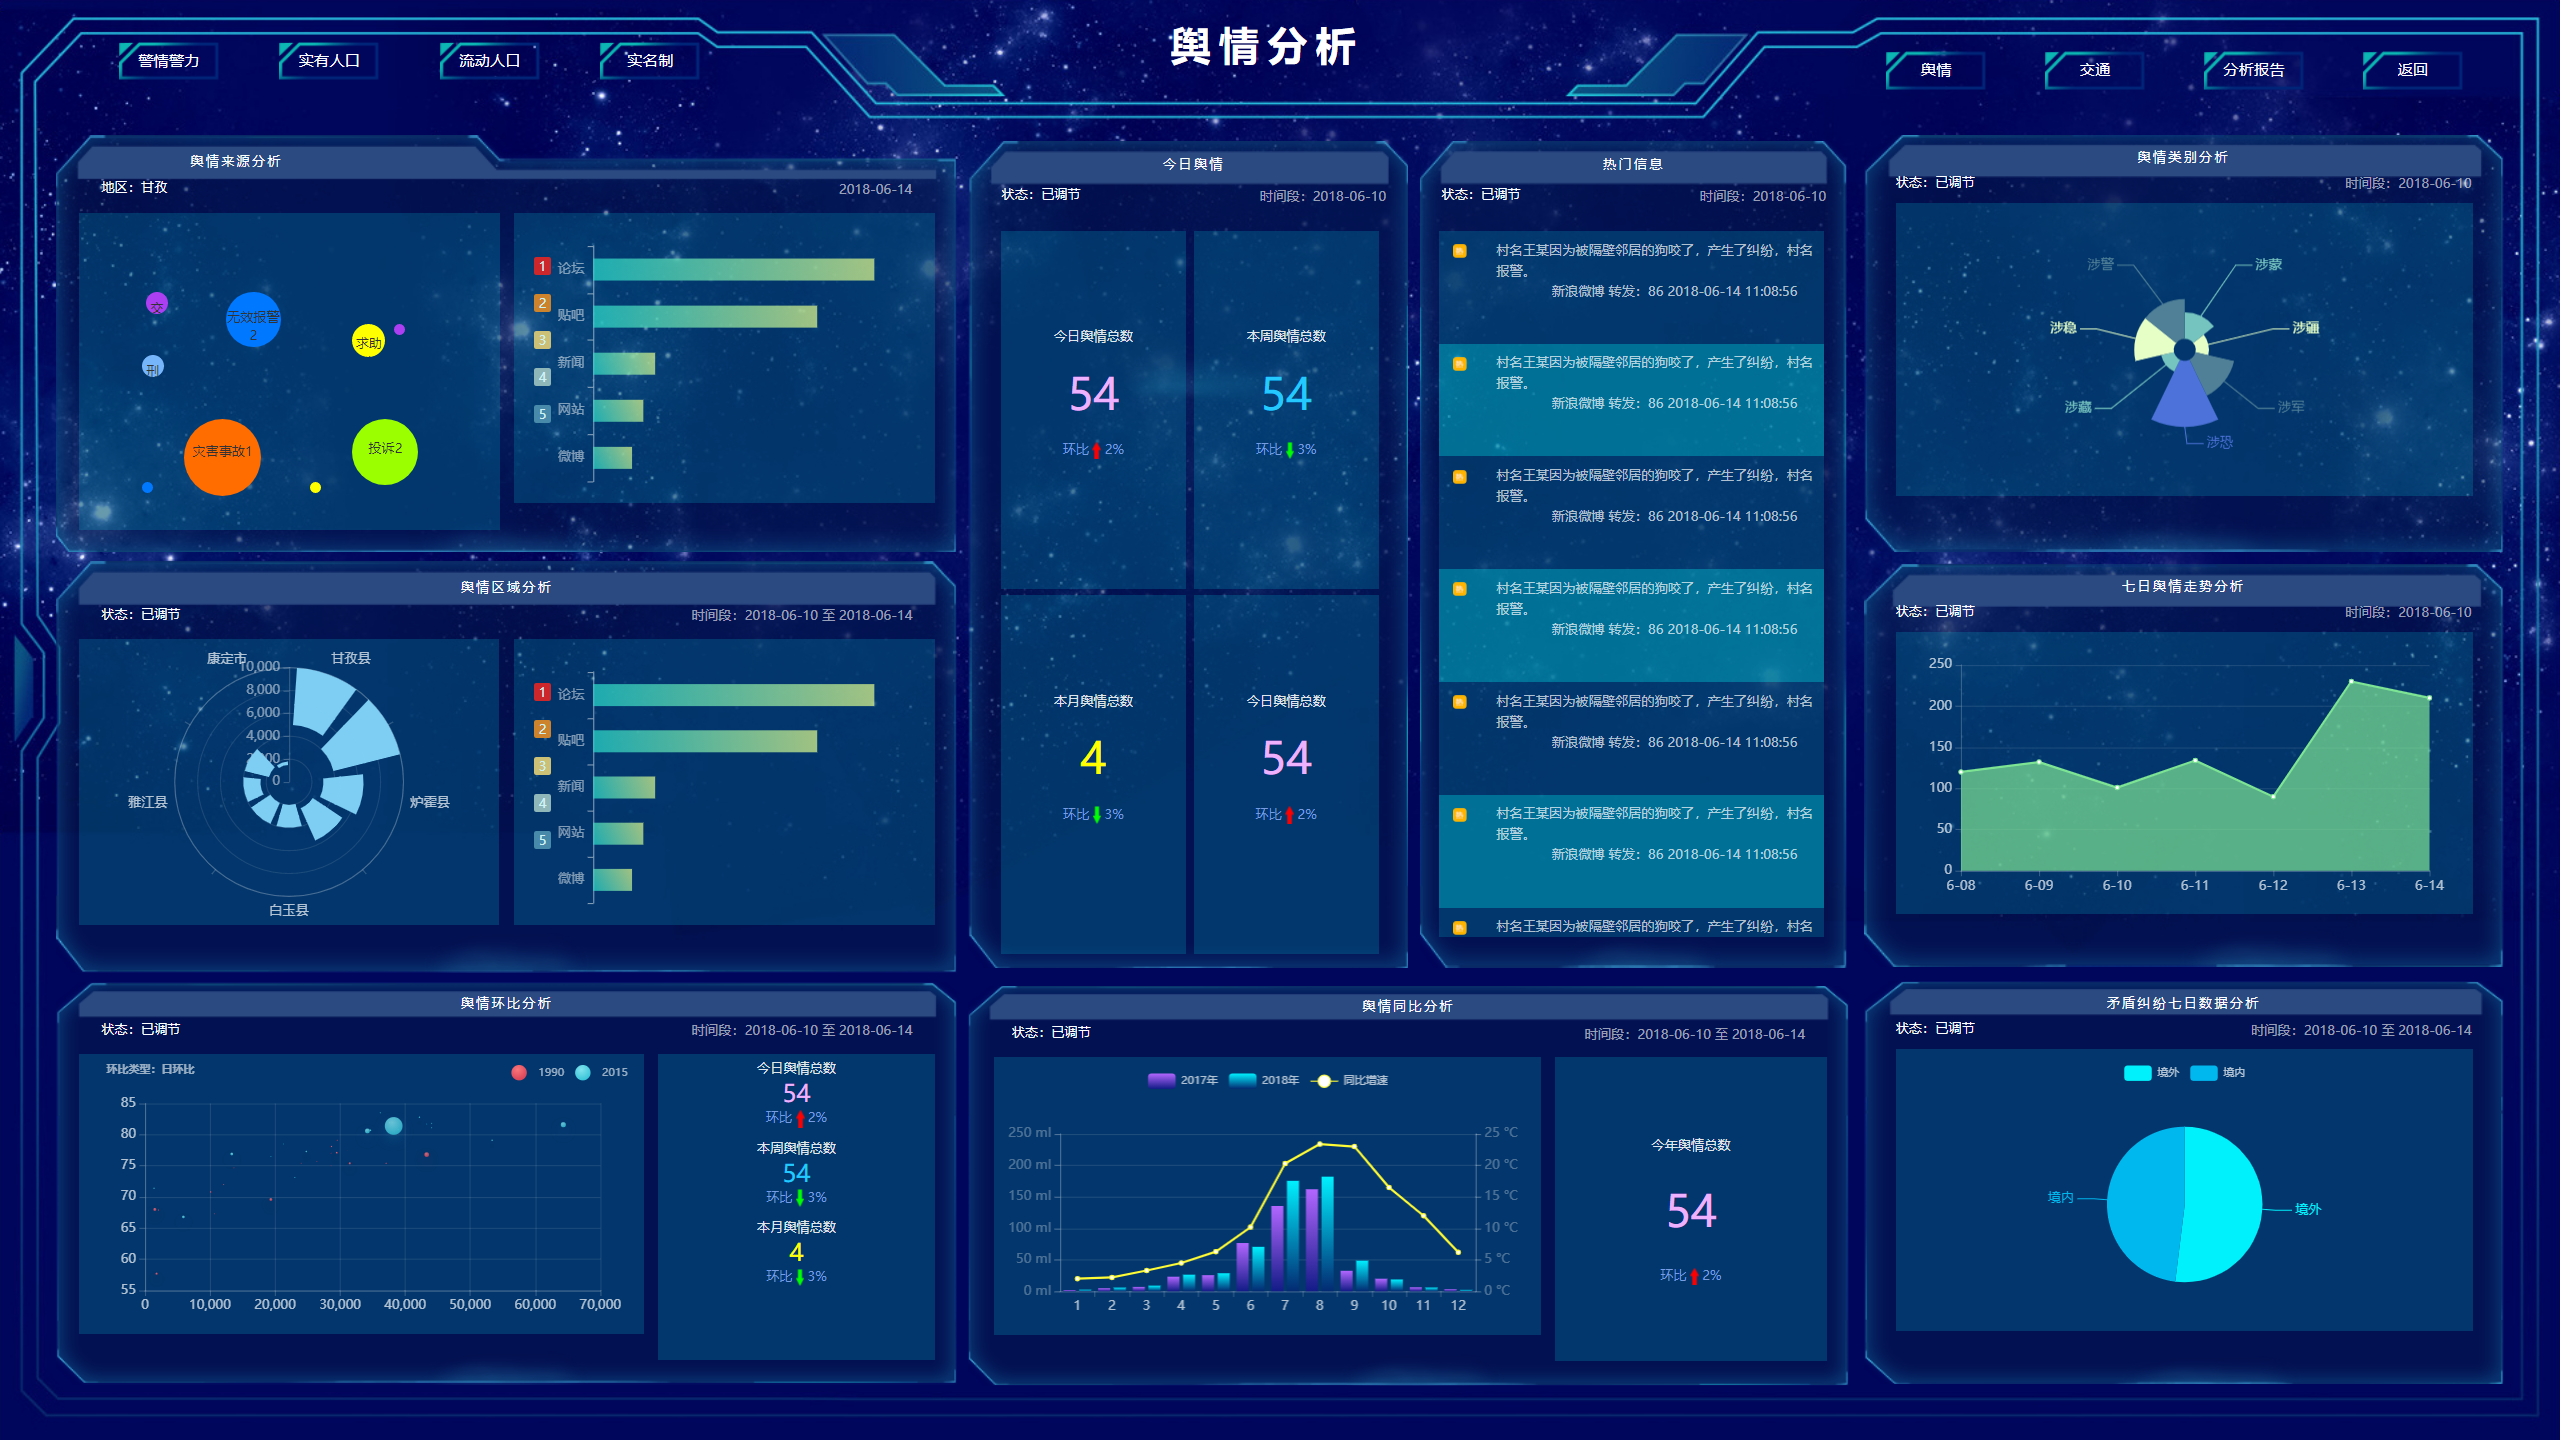 舆情分析
警情警力
实有人口
流动人口
实名制
舆情
交通
分析报告
返回
舆情来源分析
地区：甘孜
2018-06-14
交
无效报警
2
求助
刑
灾害事故1
投诉2
1 论坛
2 贴吧
3 新闻
4 网站
5 微博
今日舆情
状态：已调节
时间段：2018-06-10
今日舆情总数
54
环比 2%
本周舆情总数
54
环比 3%
本月舆情总数
4
环比 3%
今日舆情总数
54
环比 2%
热门信息
状态：已调节
时间段：2018-06-10
村名王某因为被隔壁邻居的狗咬了，产生了纠纷，村名
报警。
新浪微博 转发：86 2018-06-14 11:08:56
村名王某因为被隔壁邻居的狗咬了，产生了纠纷，村名
报警。
新浪微博 转发：86 2018-06-14 11:08:56
村名王某因为被隔壁邻居的狗咬了，产生了纠纷，村名
报警。
新浪微博 转发：86 2018-06-14 11:08:56
村名王某因为被隔壁邻居的狗咬了，产生了纠纷，村名
报警。
新浪微博 转发：86 2018-06-14 11:08:56
村名王某因为被隔壁邻居的狗咬了，产生了纠纷，村名
报警。
新浪微博 转发：86 2018-06-14 11:08:56
村名王某因为被隔壁邻居的狗咬了，产生了纠纷，村名
报警。
新浪微博 转发：86 2018-06-14 11:08:56
村名王某因为被隔壁邻居的狗咬了，产生了纠纷，村名
舆情类别分析
状态：已调节
时间段：2018-06-10
涉警
涉蒙
涉稳
涉疆
涉藏
涉军
涉恐
舆情区域分析
状态：已调节
时间段：2018-06-10 至 2018-06-14
康定市
甘孜县
炉霍县
白玉县
雅江县
10,000
8,000
6,000
4,000
0
1 论坛
2 贴吧
3 新闻
4 网站
5 微博
七日舆情走势分析
状态：已调节
时间段：2018-06-10
250
200
150
100
50
0
6-08 6-09 6-10 6-11 6-12 6-13 6-14
舆情环比分析
状态：已调节
时间段：2018-06-10 至 2018-06-14
环比类型：日环比
1990 2015
85
80
75
70
65
60
55
0 10,000 20,000 30,000 40,000 50,000 60,000 70,000
今日舆情总数
54
环比 2%
本周舆情总数
54
环比 3%
本月舆情总数
4
环比 3%
舆情同比分析
状态：已调节
时间段：2018-06-10 至 2018-06-14
2017年 2018年 同比增速
250 ml 25 °C
200 ml 20 °C
150 ml 15 °C
100 ml 10 °C
50 ml 5 °C
0 ml 0 °C
1 2 3 4 5 6 7 8 9 10 11 12
今年舆情总数
54
环比 2%
矛盾纠纷七日数据分析
状态：已调节
时间段：2018-06-10 至 2018-06-14
境外 境内
境内
境外